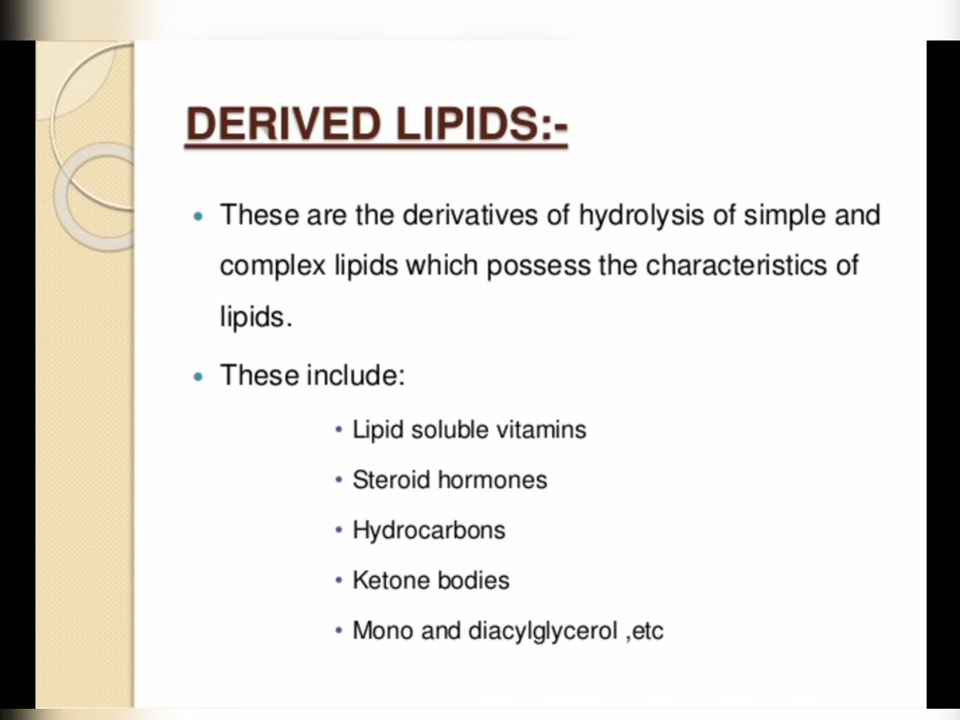 DERIVED LIPIDS:-
• These are the derivatives of hydrolysis of simple and
complex lipids which possess the characteristics of
lipids.
• These include:
• Lipid soluble vitamins
• Steroid hormones
• Hydrocarbons
• Ketone bodies
• Mono and diacylglycerol ,etc